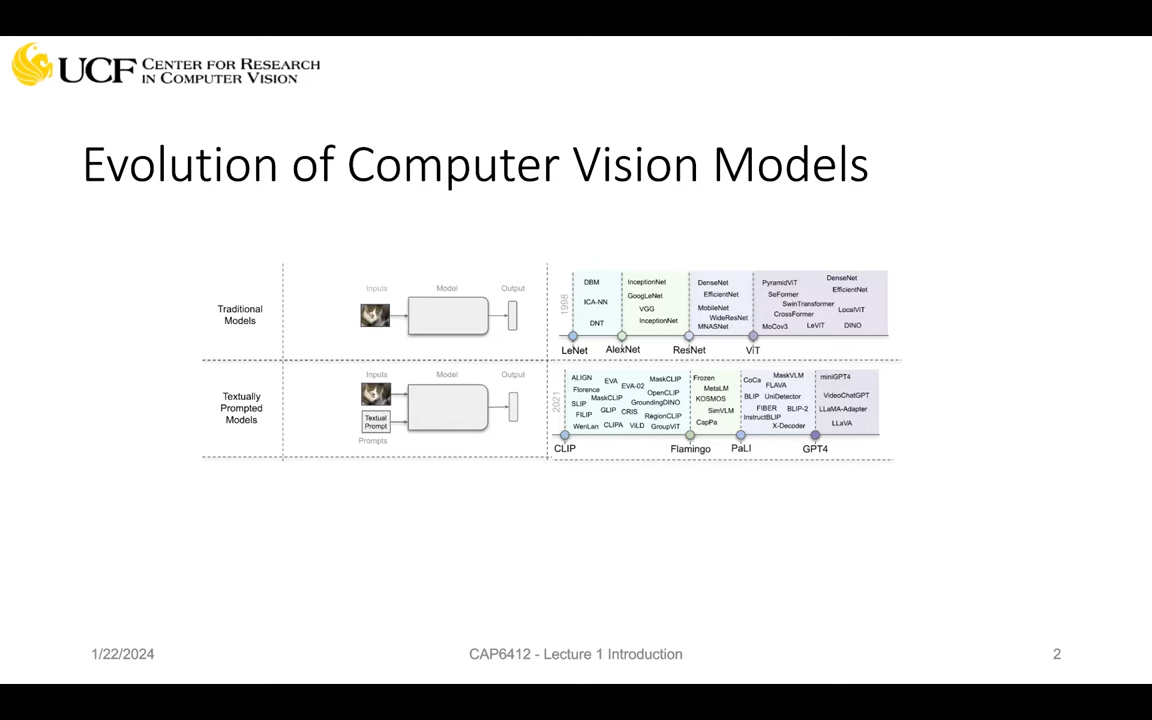 UCF CENTER FOR RESEARCH
IN COMPUTER VISION
Evolution of Computer Vision Models
Traditional
Models
Inputs
Model
Output
1998
DBM
ICA-NN
DNT
InceptionNet
GoogLeNet
VGG
InceptionNet
DenseNet
EfficientNet
MobileNet
WideResNet
MNASNet
PyramidViT
DenseNet
SeFormer
EfficientNet
SwinTransformer
CrossFormer
LocalViT
MoCov3
LeViT
DINO
LeNet
AlexNet
ResNet
ViT
Textually
Prompted
Models
Inputs
Model
Output
Textual
Prompt
Prompts
2021
ALIGN
EVA
MaskCLIP
Florence
EVA-02
OpenCLIP
MaskCLIP
SLIP
GLIP
CRIS
GroundingDINO
FILIP
RegionCLIP
WenLan
CLIPA
ViLD
GroupViT
Frozen
MetaLM
KOSMOS
SimVLM
CapPa
CoCa
MaskVLM
FLAVA
BLIP
UniDetector
FIBER
BLIP-2
InstructBLIP
X-Decoder
miniGPT4
VideoChatGPT
LLaMA-Adapter
LLaVA
CLIP
Flamingo
PaLI
GPT4
1/22/2024
CAP6412 - Lecture 1 Introduction
2